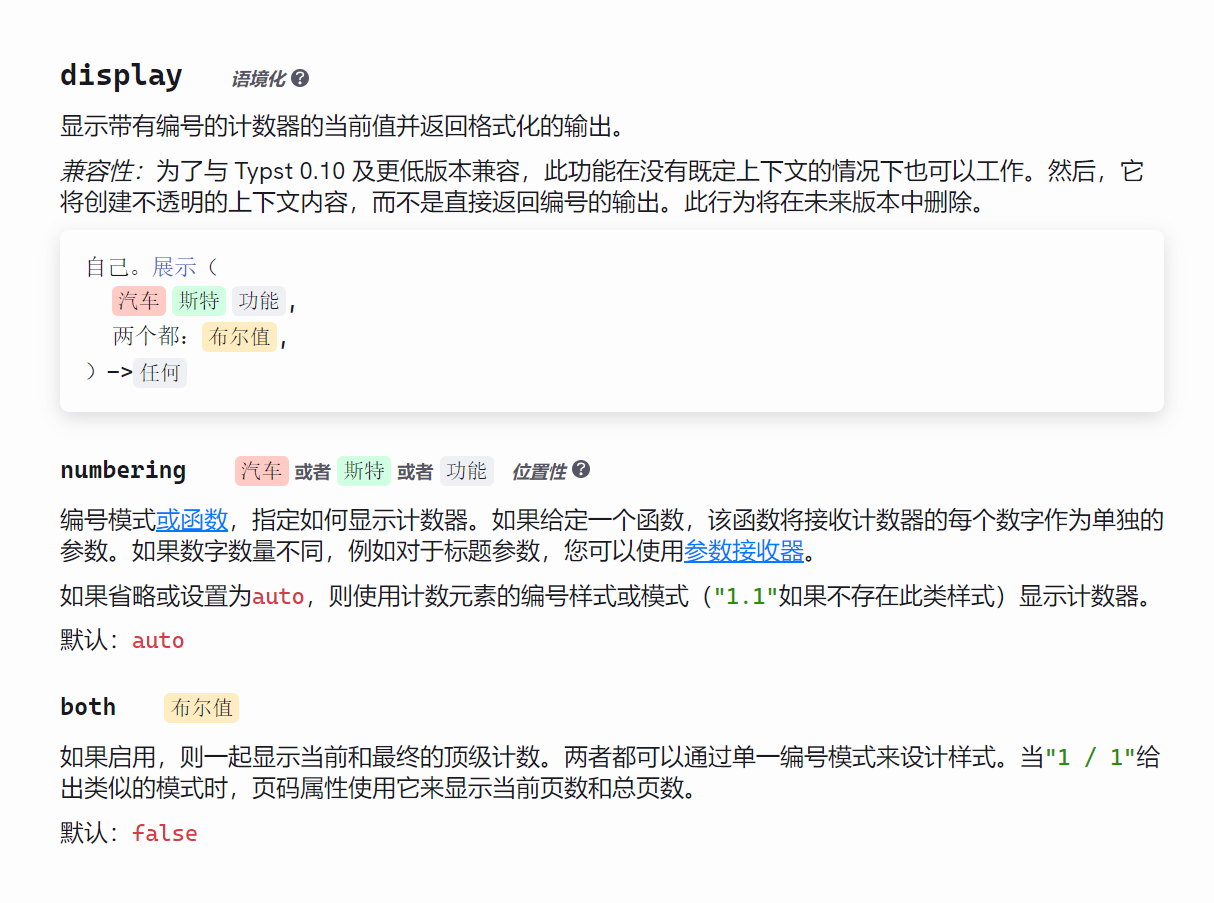 display 语境化 ?
显示带有编号的计数器的当前值并返回格式化的输出。
兼容性：为了与 Typst 0.10 及更低版本兼容，此功能在没有既定上下文的情况下也可以工作。然后，它
将创建不透明的上下文内容，而不是直接返回编号的输出。此行为将在未来版本中删除。
自己。展示（
汽车 斯特 功能 ,
两个都：布尔值 ,
）-> 任何
numbering 汽车 或者 斯特 或者 功能 位置性 ?
编号模式或函数，指定如何显示计数器。如果给定一个函数，该函数将接收计数器的每个数字作为单独的
参数。如果数字数量不同，例如对于标题参数，您可以使用参数接收器。
如果省略或设置为auto，则使用计数元素的编号样式或模式（"1.1"如果不存在此类样式）显示计数器。
默认：auto
both 布尔值
如果启用，则一起显示当前和最终的顶级计数。两者都可以通过单一编号模式来设计样式。当"1 / 1"给
出类似的模式时，页码属性使用它来显示当前页数和总页数。
默认：false